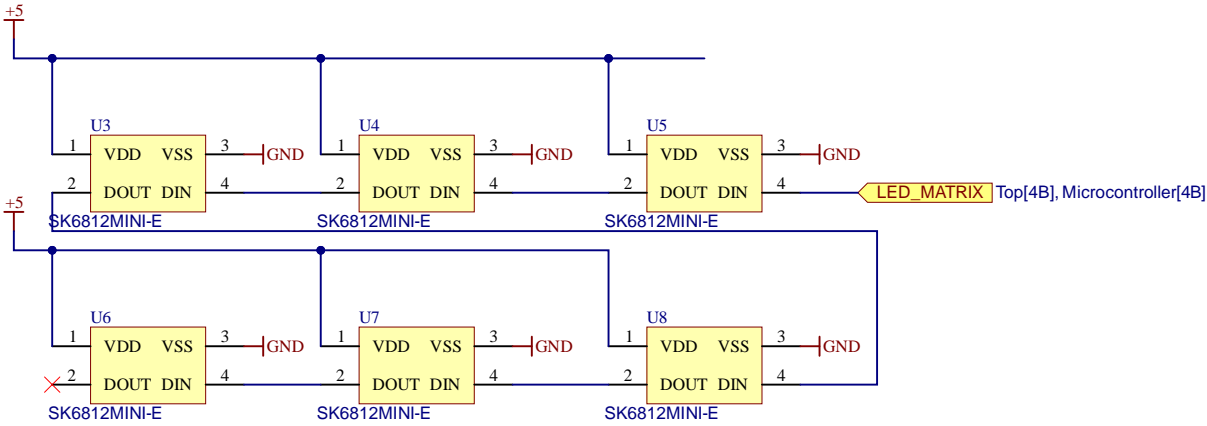 +5
U3 U4 U5
1 VDD VSS 3 GND 1 VDD VSS 3 GND 1 VDD VSS 3 GND
2 DOUT DIN 4 2 DOUT DIN 4 2 DOUT DIN 4 LED_MATRIX Top[4B], Microcontroller[4B]
+5
SK6812MINI-E SK6812MINI-E SK6812MINI-E
U6 U7 U8
1 VDD VSS 3 GND 1 VDD VSS 3 GND 1 VDD VSS 3 GND
2 DOUT DIN 4 2 DOUT DIN 4 2 DOUT DIN 4
SK6812MINI-E SK6812MINI-E SK6812MINI-E